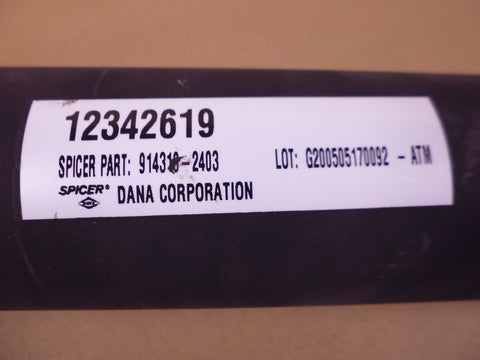 12342619
SPICER PART: 914318-2403 LOT: G200505170092 - ATM
SPICER® DANA CORPORATION